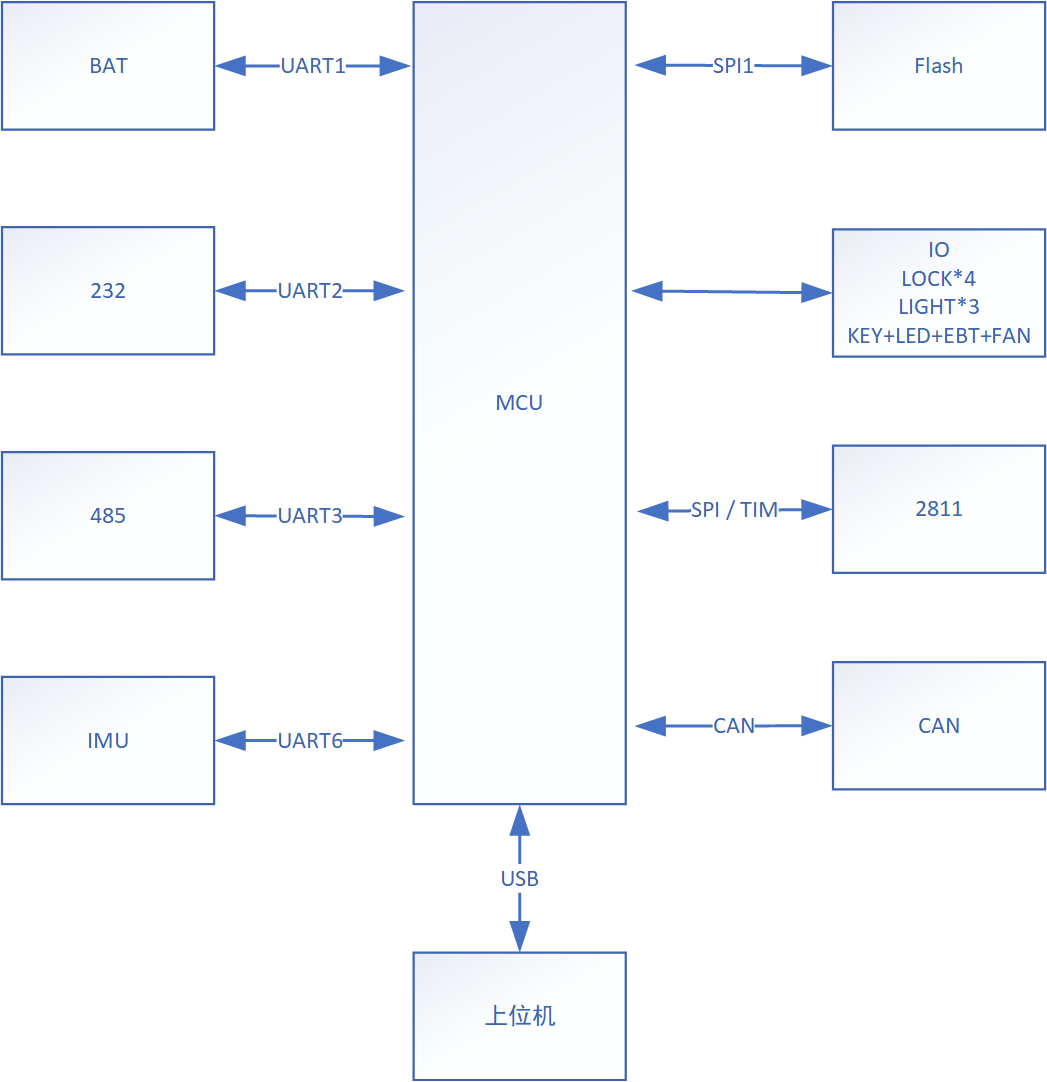 BAT
UART1
SPI1
Flash
232
UART2
IO
LOCK*4
LIGHT*3
KEY+LED+EBT+FAN
MCU
485
UART3
SPI / TIM
2811
IMU
UART6
CAN
CAN
USB
上位机